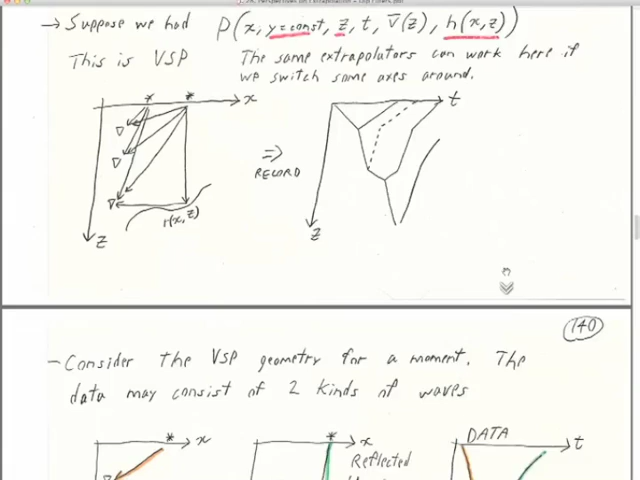 → Suppose we had P(x, y=const, z, t, v̄(z), h(x,z))
This is VSP The same extrapolators can work here if
we switch some axes around.
* * x
t
⇒
RECORD
r(x,z)
z
z
140
- Consider the VSP geometry for a moment. The
data may consist of 2 kinds of waves
* x
* x
DATA
t
Reflected